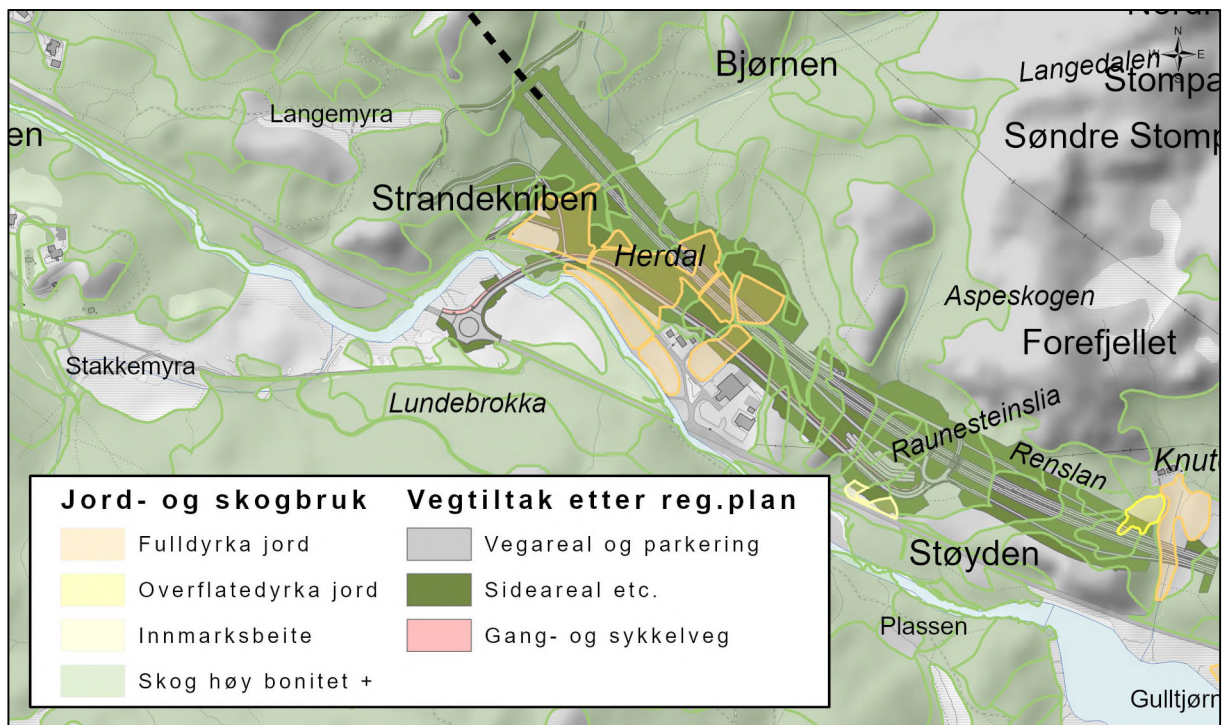 Nordr
N
W E
S
Bjørnen
Langedalen
Stompa
Langemyra
Søndre Stomp
en
Strandekniben
Herdal
Aspeskogen
Forefjellet
Stakkemyra
Lundebrokka
Raunesteinslia
Renslan
Knut
Jord- og skogbruk
Vegtiltak etter reg.plan
Fulldyrka jord
Vegareal og parkering
Overflatedyrka jord
Sideareal etc.
Innmarksbeite
Gang- og sykkelveg
Skog høy bonitet +
Støyden
Plassen
Gulltjørr